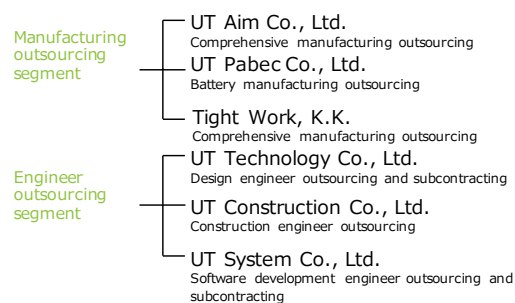 Manufacturing
outsourcing
segment
UT Aim Co., Ltd.
Comprehensive manufacturing outsourcing
UT Pabec Co., Ltd.
Battery manufacturing outsourcing
Tight Work, K.K.
Comprehensive manufacturing outsourcing
Engineer
outsourcing
segment
UT Technology Co., Ltd.
Design engineer outsourcing and subcontracting
UT Construction Co., Ltd.
Construction engineer outsourcing
UT System Co., Ltd.
Software development engineer outsourcing and
subcontracting